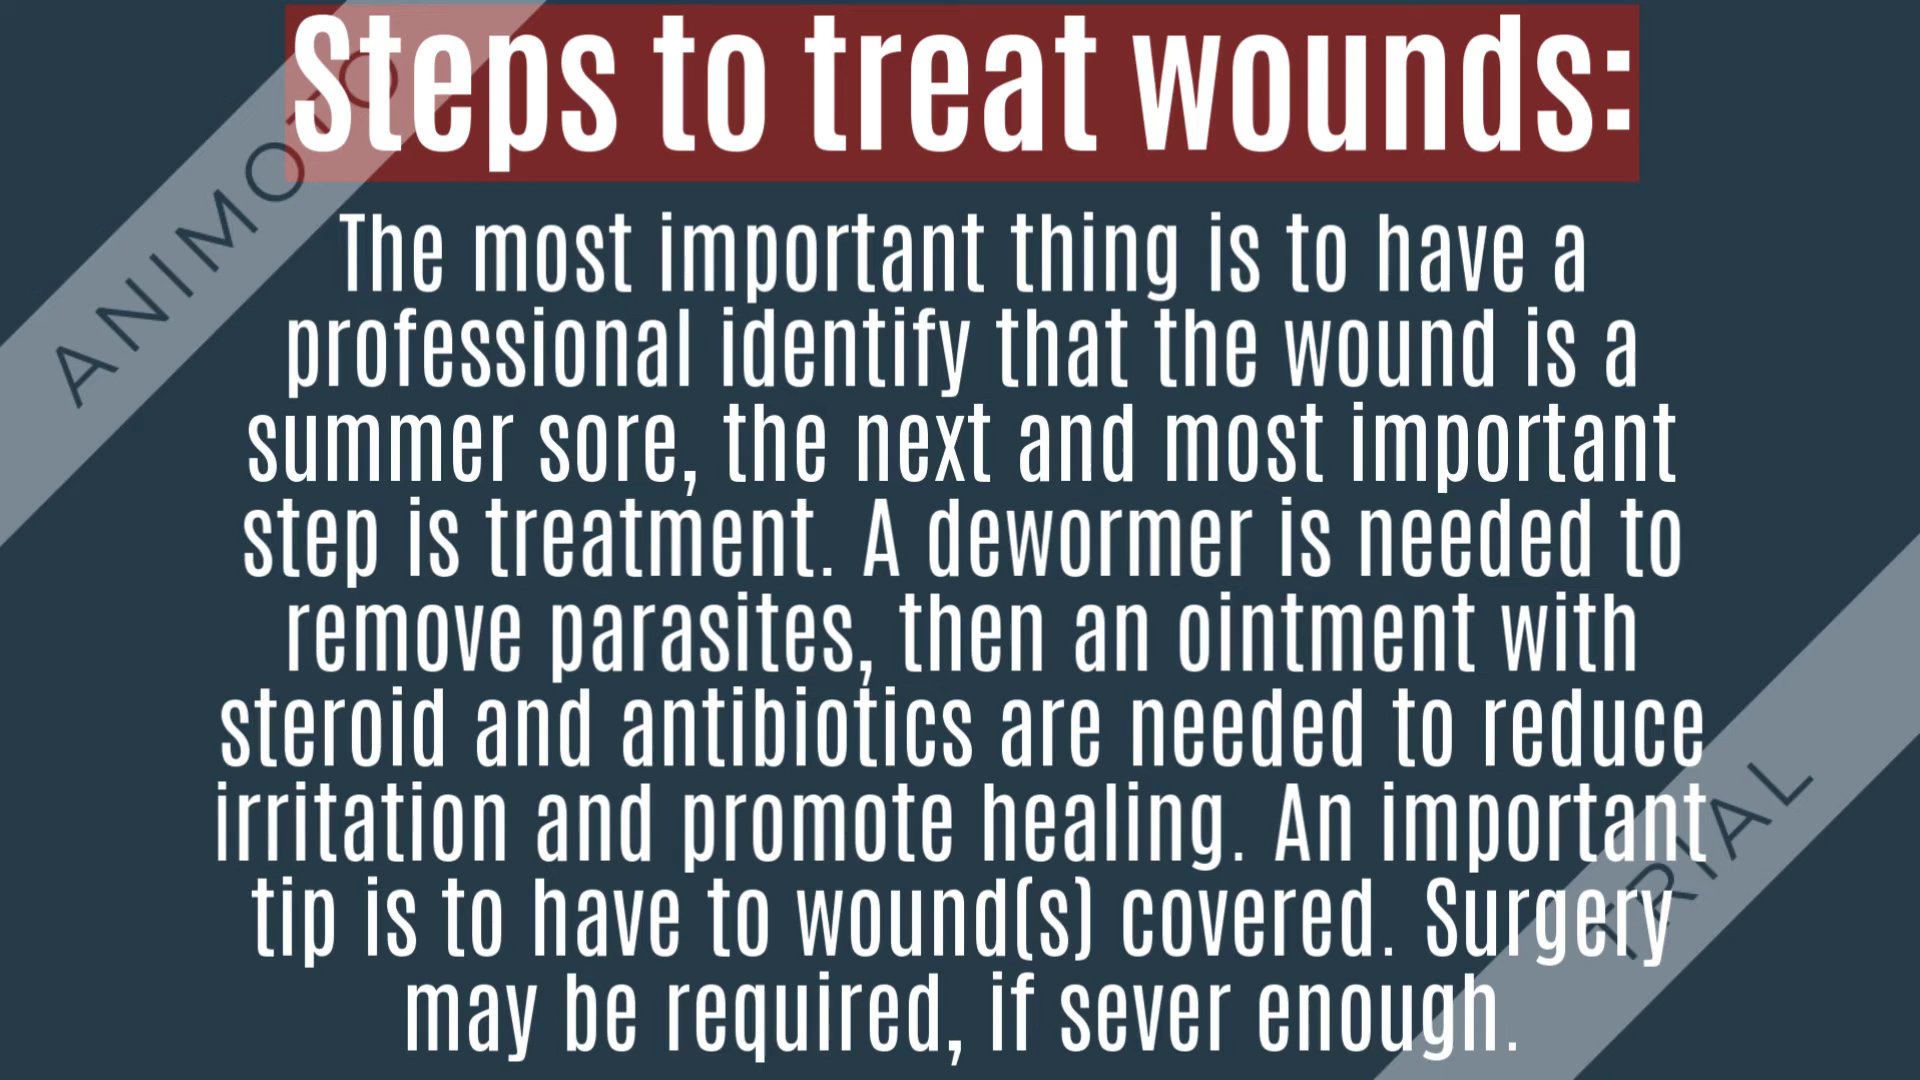 Steps to treat wounds:
The most important thing is to have a
professional identify that the wound is a
summer sore, the next and most important
step is treatment. A dewormer is needed to
remove parasites, then an ointment with
steroid and antibiotics are needed to reduce
irritation and promote healing. An important
tip is to have to wound(s) covered. Surgery
may be required, if sever enough.
ANIMOTO
TRIAL